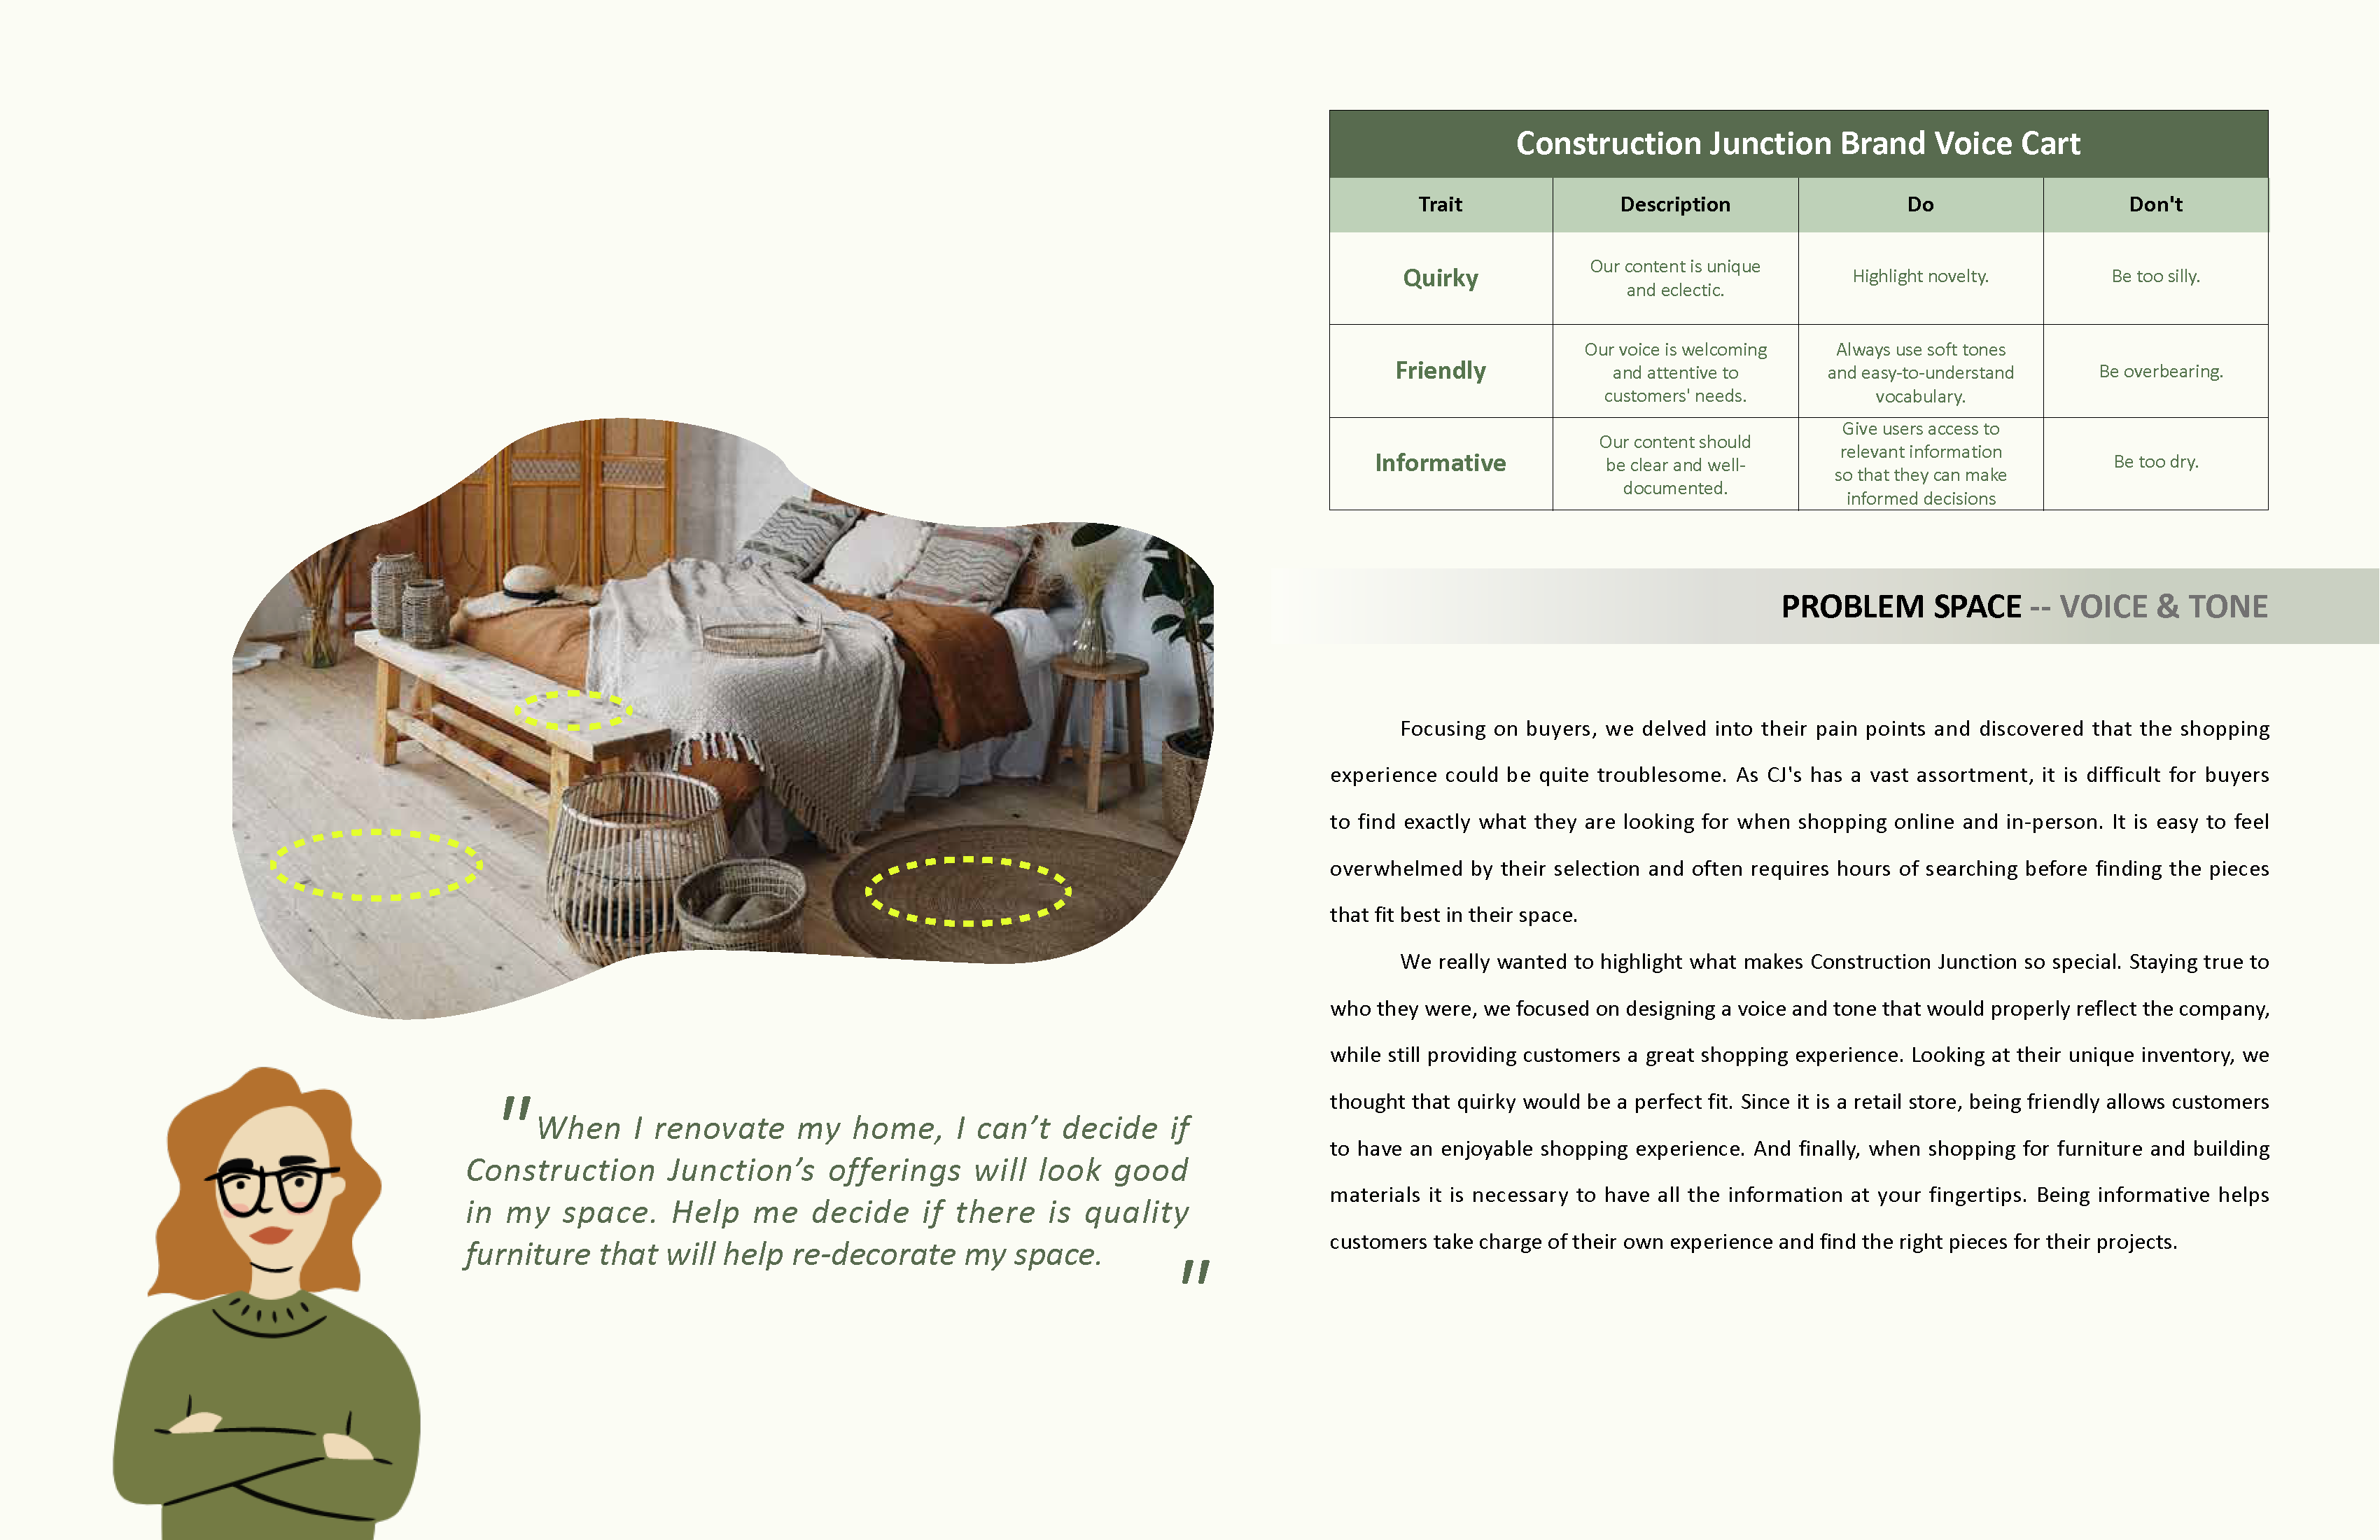 Construction Junction Brand Voice Cart
Trait Description Do Don't
Quirky
Our content is unique
and eclectic.
Highlight novelty.
Be too silly.
Friendly
Our voice is welcoming
and attentive to
customers' needs.
Always use soft tones
and easy-to-understand
vocabulary.
Be overbearing.
Informative
Our content should
be clear and well-
documented.
Give users access to
relevant information
so that they can make
informed decisions
Be too dry.
PROBLEM SPACE -- VOICE & TONE
Focusing on buyers, we delved into their pain points and discovered that the shopping
experience could be quite troublesome. As CJ's has a vast assortment, it is difficult for buyers
to find exactly what they are looking for when shopping online and in-person. It is easy to feel
overwhelmed by their selection and often requires hours of searching before finding the pieces
that fit best in their space.
We really wanted to highlight what makes Construction Junction so special. Staying true to
who they were, we focused on designing a voice and tone that would properly reflect the company,
while still providing customers a great shopping experience. Looking at their unique inventory, we
thought that quirky would be a perfect fit. Since it is a retail store, being friendly allows customers
to have an enjoyable shopping experience. And finally, when shopping for furniture and building
materials it is necessary to have all the information at your fingertips. Being informative helps
customers take charge of their own experience and find the right pieces for their projects.
"When I renovate my home, I can’t decide if
Construction Junction’s offerings will look good
in my space. Help me decide if there is quality
furniture that will help re-decorate my space."